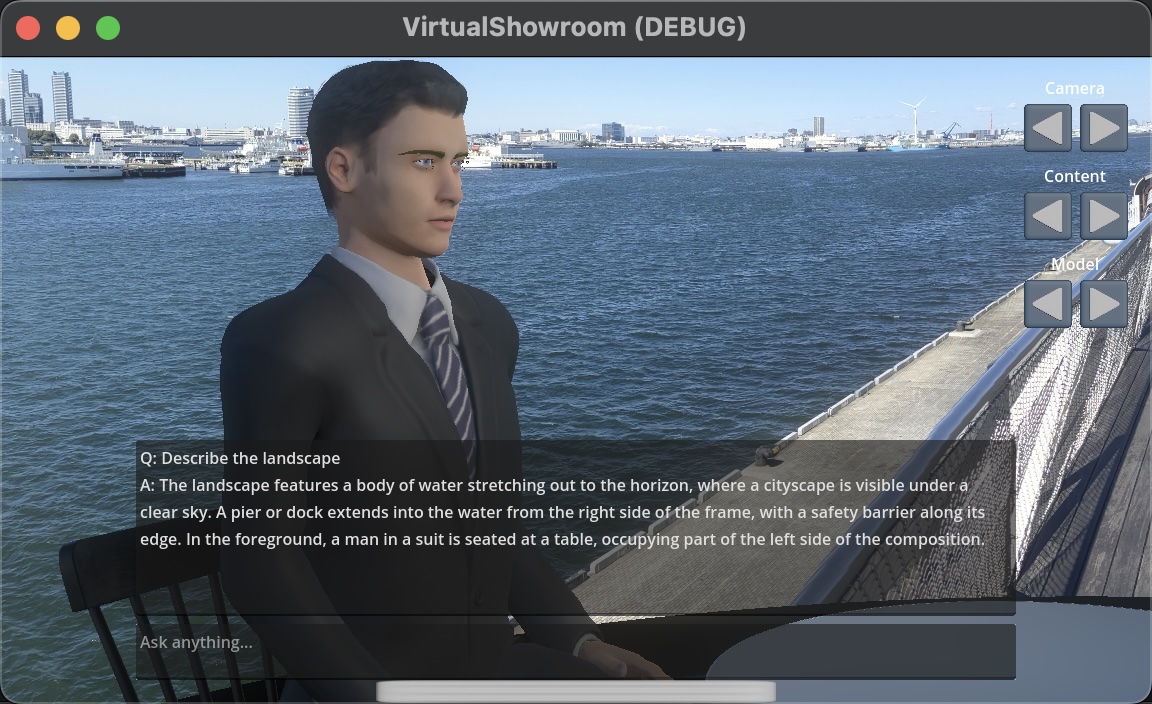 VirtualShowroom (DEBUG)
Camera
Content
Model
Q: Describe the landscape
A: The landscape features a body of water stretching out to the horizon, where a cityscape is visible under a
clear sky. A pier or dock extends into the water from the right side of the frame, with a safety barrier along its
edge. In the foreground, a man in a suit is seated at a table, occupying part of the left side of the composition.
Ask anything...